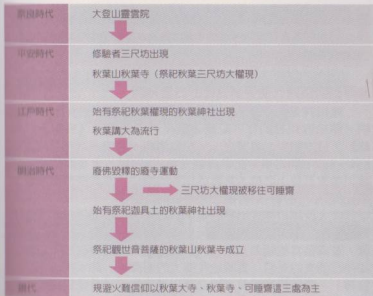 奈良時代
大登山靈雲院
平安時代
修驗者三尺坊出現
秋葉山秋葉寺（祭祀秋葉三尺坊大權現）
江戶時代
始有祭祀秋葉權現的秋葉神社出現
秋葉講大為流行
明治時代
廢佛毀釋的廢寺運動
三尺坊大權現被移往可睡齋
始有祭祀迦具土的秋葉神社出現
祭祀觀世音菩薩的秋葉山秋葉寺成立
現代
現避火難信仰以秋葉大寺、秋葉寺、可睡齋這三處為主